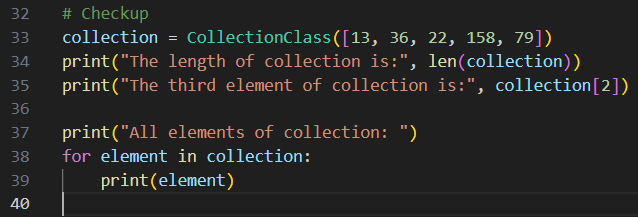 32 # Checkup
33 collection = CollectionClass([13, 36, 22, 158, 79])
34 print("The length of collection is:", len(collection))
35 print("The third element of collection is:", collection[2])
36
37 print("All elements of collection: ")
38 for element in collection:
39     print(element)
40